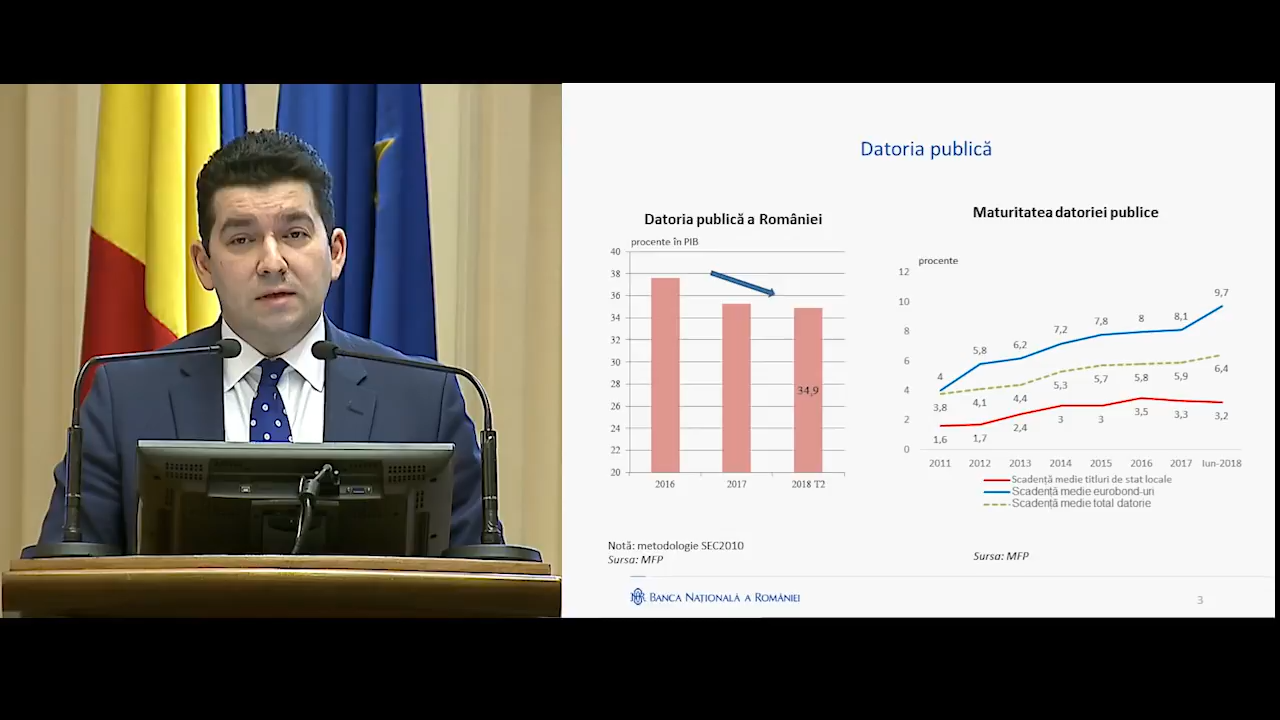 Datoria publică
Datoria publică a României
procente în PIB
40
38
36
34
32
30
28
26
24
22
20
34,9
2016 2017 2018 T2
Notă: metodologie SEC2010
Sursa: MFP
Maturitatea datoriei publice
procente
12
10
8
6
4
2
0
4 5,8 6,2 7,2 7,8 8 8,1 9,7
3,8 4,1 4,4 5,3 5,7 5,8 5,9 6,4
1,6 1,7 2,4 3 3 3,5 3,3 3,2
2011 2012 2013 2014 2015 2016 2017 Iun-2018
Scadență medie titluri de stat locale
Scadență medie eurobond-uri
Scadență medie total datorie
Sursa: MFP
BANCA NAȚIONALĂ A ROMÂNIEI
3